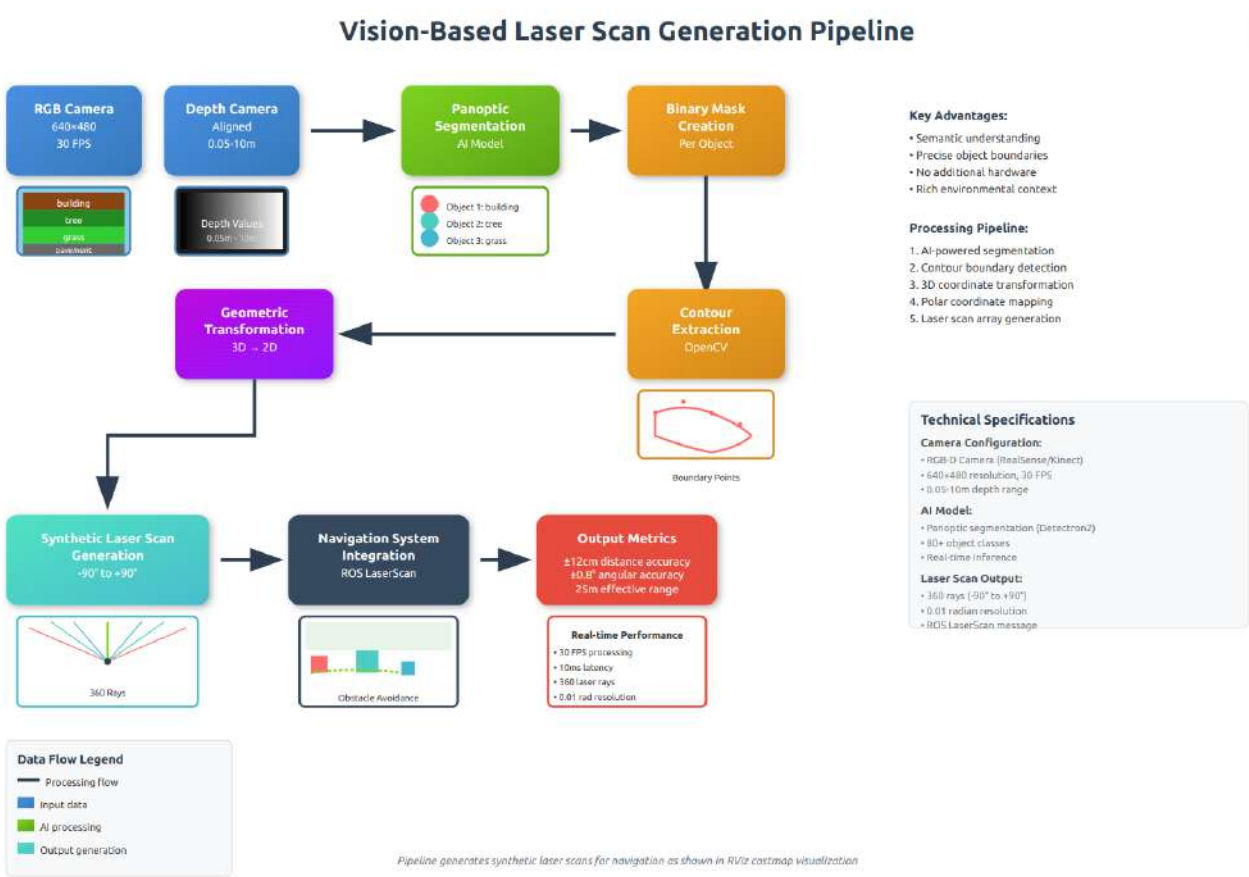 Vision-Based Laser Scan Generation Pipeline
RGB Camera
640×480
30 FPS
Depth Camera
Aligned
0.05-10m
Panoptic
Segmentation
AI Model
Binary Mask
Creation
Per Object
building
tree
grass
pavement
Depth Values
0.05m - 10m
Object 1: building
Object 2: tree
Object 3: grass
Geometric
Transformation
3D → 2D
Contour
Extraction
OpenCV
Boundary Points
Synthetic Laser Scan
Generation
-90° to +90°
Navigation System
Integration
ROS LaserScan
Output Metrics
±12cm distance accuracy
±0.8° angular accuracy
25m effective range
360 Rays
Obstacle Avoidance
Real-time Performance
• 30 FPS processing
• 10ms latency
• 360 laser rays
• 0.01 rad resolution
Key Advantages:
• Semantic understanding
• Precise object boundaries
• No additional hardware
• Rich environmental context
Processing Pipeline:
1. AI-powered segmentation
2. Contour boundary detection
3. 3D coordinate transformation
4. Polar coordinate mapping
5. Laser scan array generation
Technical Specifications
Camera Configuration:
• RGB-D Camera (RealSense/Kinect)
• 640×480 resolution, 30 FPS
• 0.05-10m depth range
AI Model:
• Panoptic segmentation (Detectron2)
• 80+ object classes
• Real-time inference
Laser Scan Output:
• 360 rays (-90° to +90°)
• 0.01 radian resolution
• ROS LaserScan message
Data Flow Legend
Processing flow
Input data
AI processing
Output generation
Pipeline generates synthetic laser scans for navigation as shown in RViz costmap visualization